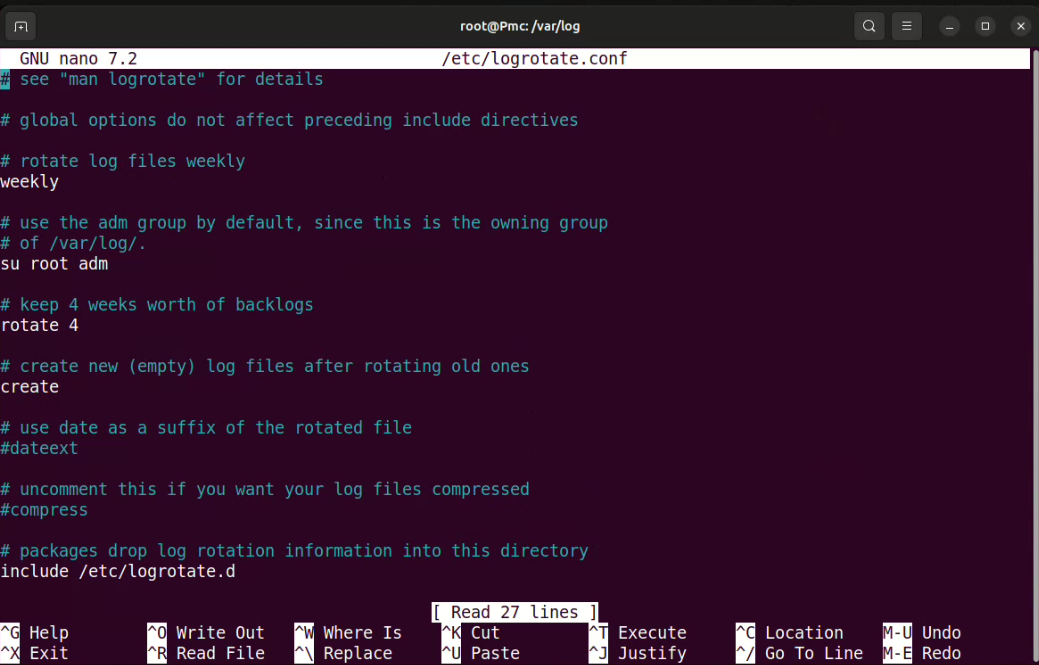 root@Pmc: /var/log
GNU nano 7.2 /etc/logrotate.conf
# see "man logrotate" for details
# global options do not affect preceding include directives
# rotate log files weekly
weekly
# use the adm group by default, since this is the owning group
# of /var/log/.
su root adm
# keep 4 weeks worth of backlogs
rotate 4
# create new (empty) log files after rotating old ones
create
# use date as a suffix of the rotated file
#dateext
# uncomment this if you want your log files compressed
#compress
# packages drop log rotation information into this directory
include /etc/logrotate.d
[ Read 27 lines ]
^G Help ^O Write Out ^W Where Is ^K Cut ^T Execute ^C Location M-U Undo
^X Exit ^R Read File ^\ Replace ^U Paste ^J Justify ^/ Go To Line M-E Redo